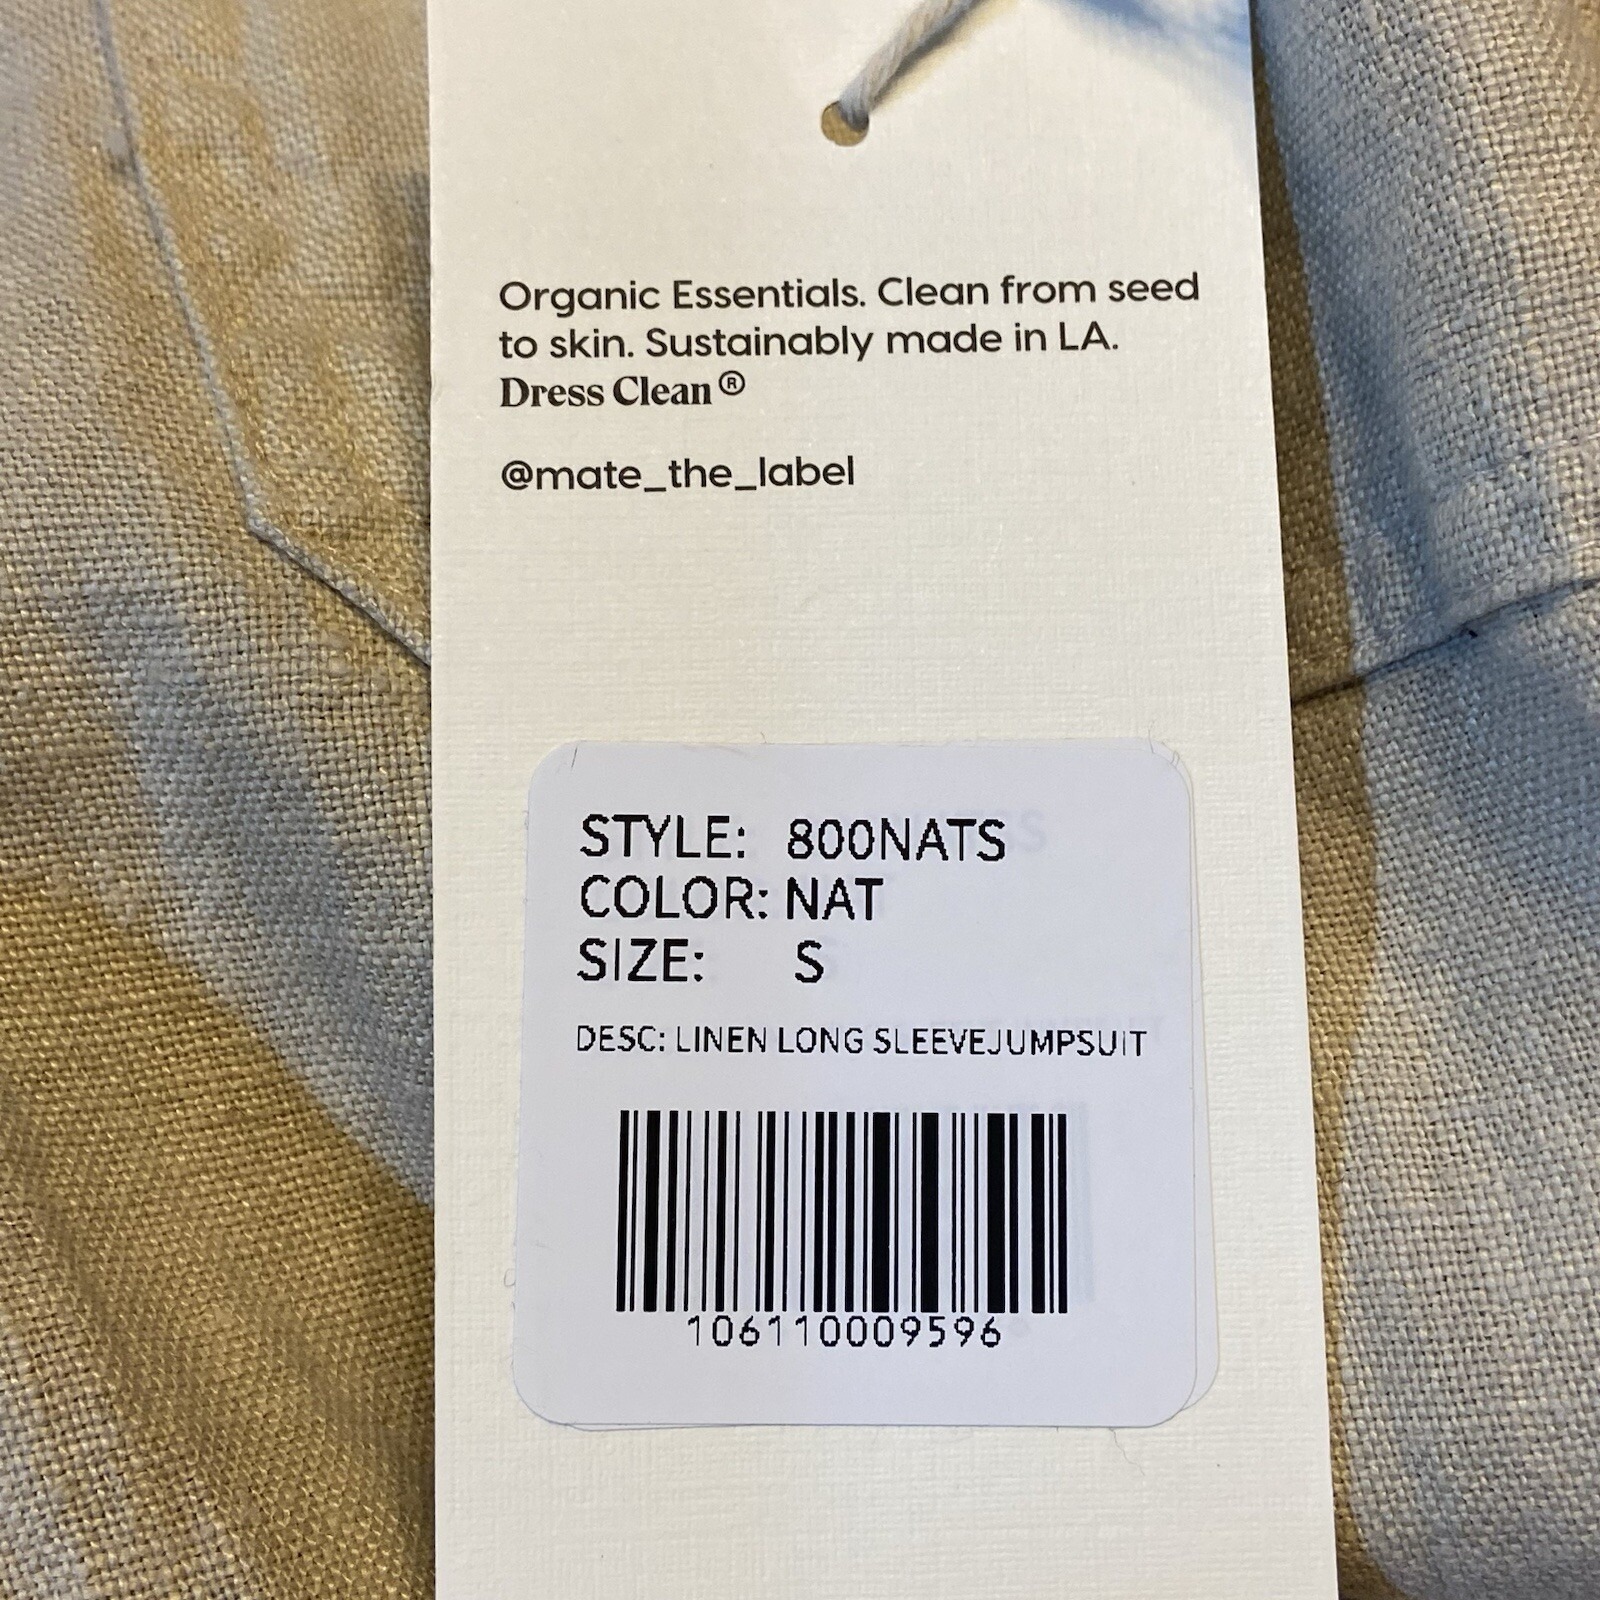 Organic Essentials. Clean from seed
to skin. Sustainably made in LA.
Dress Clean®
@mate_the_label
STYLE: 800NATS
COLOR: NAT
SIZE: S
DESC: LINEN LONG SLEEVEJUMPSUIT
106110009596